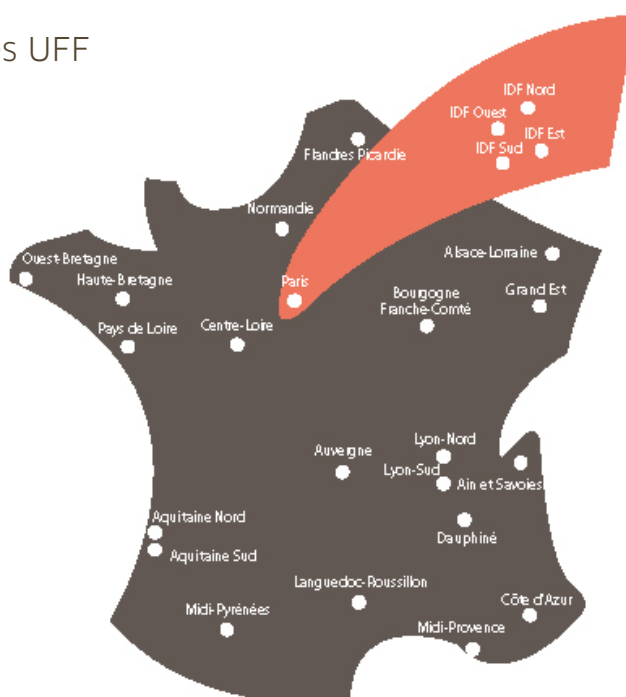 s UFF
IDF Nord
IDF Ouest
IDF Est
IDF Sud
Flandres Picardie
Normandie
Alsace-Lorraine
Ouest-Bretagne
Haute-Bretagne
Paris
Bourgogne
Franche-Comté
Grand Est
Pays de Loire
Centre-Loire
Lyon-Nord
Auvergne
Lyon-Sud
Ain et Savoies
Aquitaine Nord
Dauphiné
Aquitaine Sud
Languedoc-Roussillon
Côte d'Azur
Midi-Pyrénées
Midi-Provence